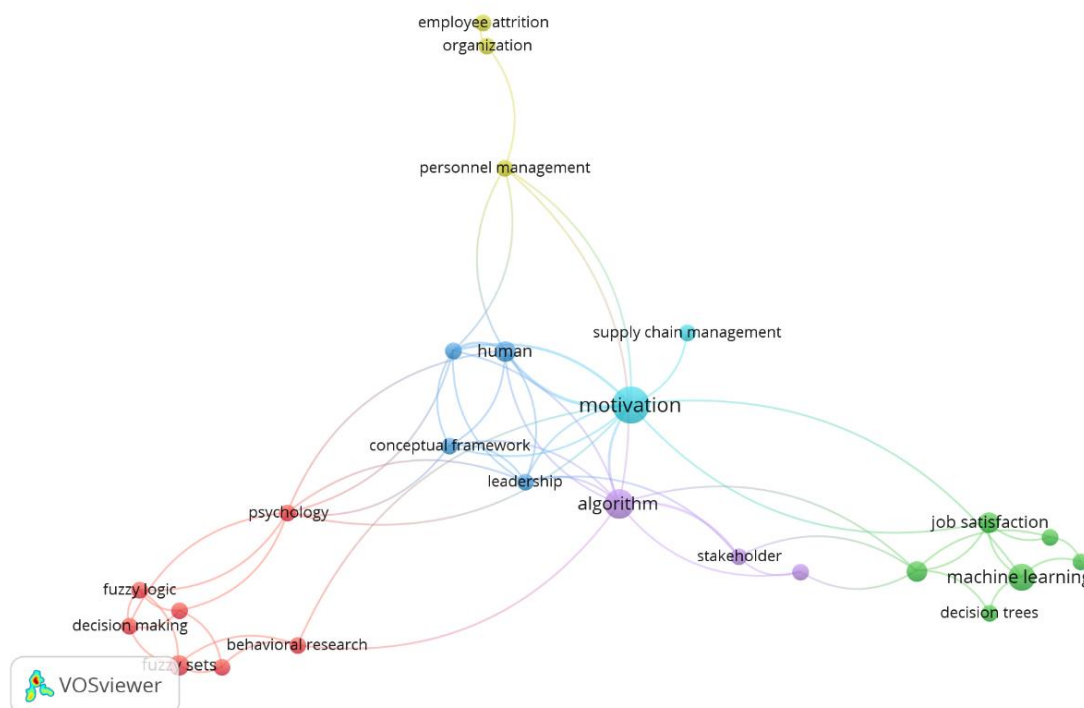 employee attrition
organization
personnel management
supply chain management
human
motivation
conceptual framework
leadership
algorithm
psychology
job satisfaction
stakeholder
machine learning
fuzzy logic
decision trees
decision making
behavioral research
fuzzy sets
VOSviewer